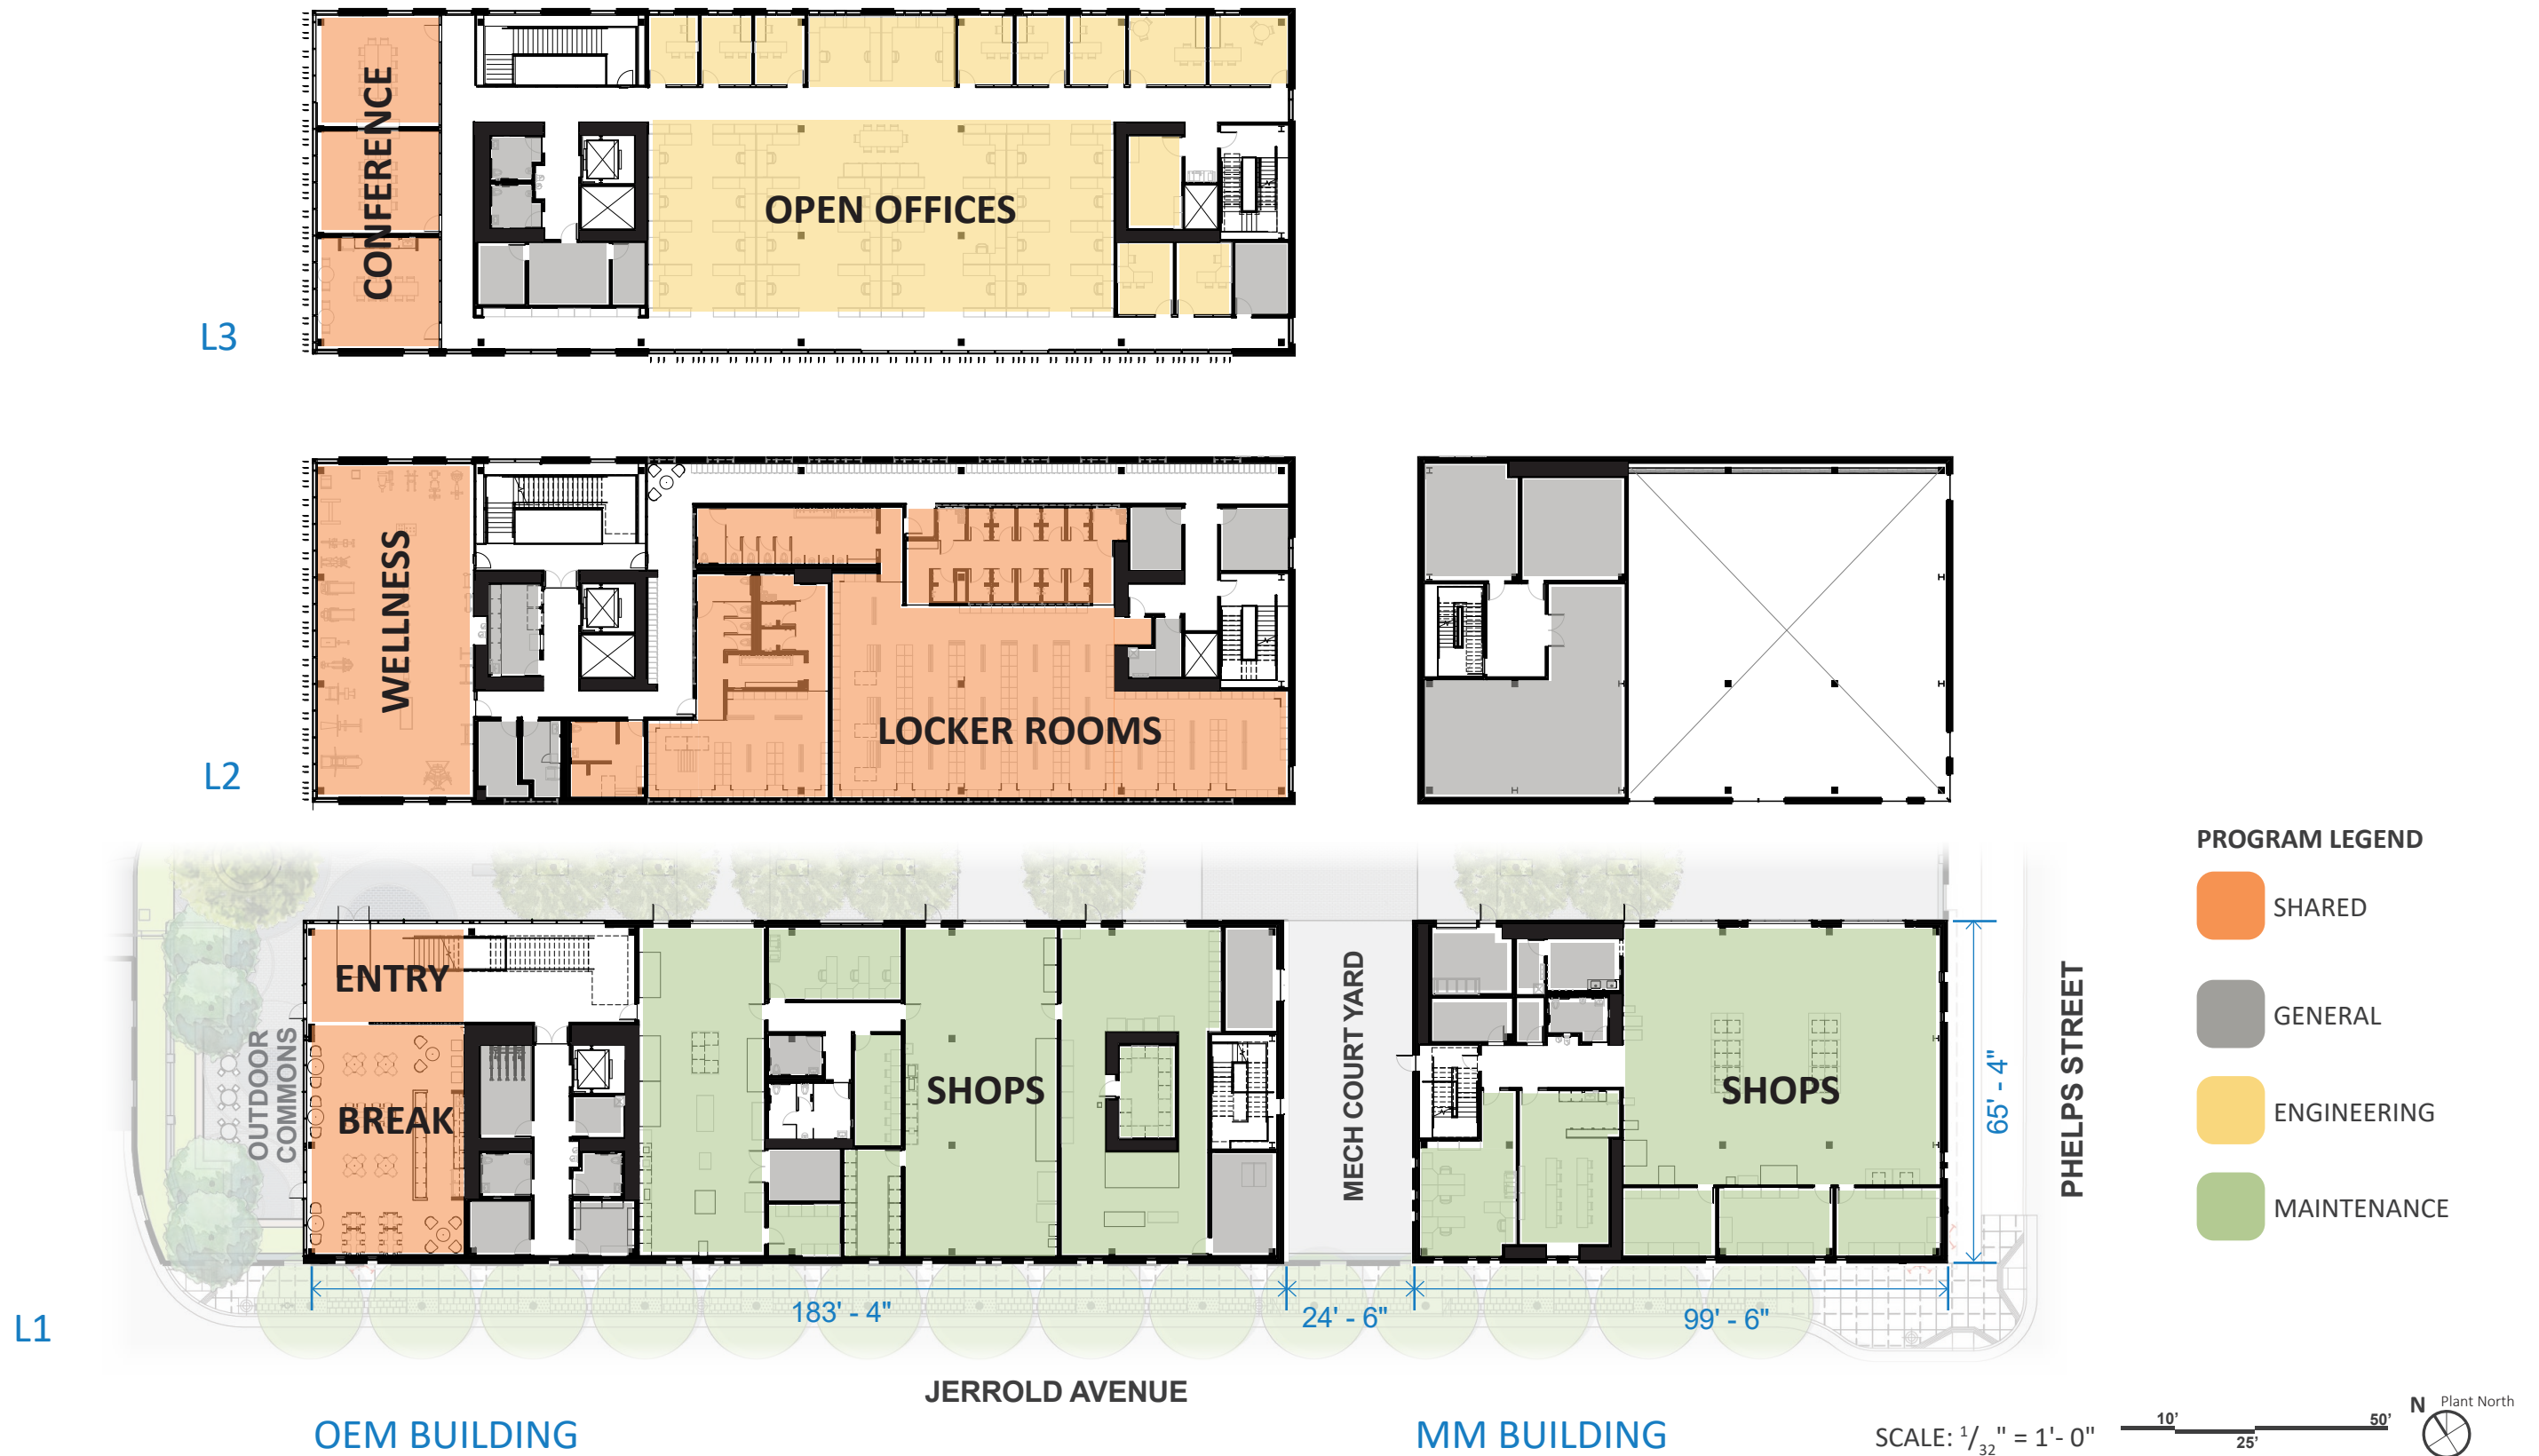 CONFERENCE
OPEN OFFICES
L3
WELLNESS
LOCKER ROOMS
L2
PROGRAM LEGEND
SHARED
GENERAL
ENGINEERING
MAINTENANCE
ENTRY
BREAK
OUTDOOR
COMMONS
SHOPS
MECH COURT YARD
SHOPS
65' - 4"
PHELPS STREET
183' - 4"
24' - 6"
99' - 6"
L1
JERROLD AVENUE
OEM BUILDING
MM BUILDING
SCALE: 1/32" = 1'- 0"
10'
25'
50'
N
Plant North